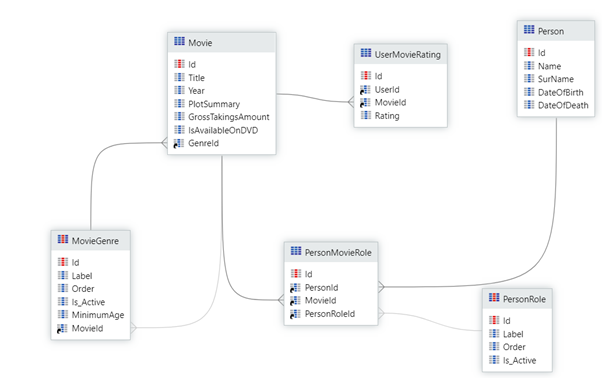 Movie
Id
Title
Year
PlotSummary
GrossTakingsAmount
IsAvailableOnDVD
GenreId
UserMovieRating
Id
UserId
MovieId
Rating
Person
Id
Name
SurName
DateOfBirth
DateOfDeath
MovieGenre
Id
Label
Order
Is_Active
MinimumAge
MovieId
PersonMovieRole
Id
PersonId
MovieId
PersonRoleId
PersonRole
Id
Label
Order
Is_Active